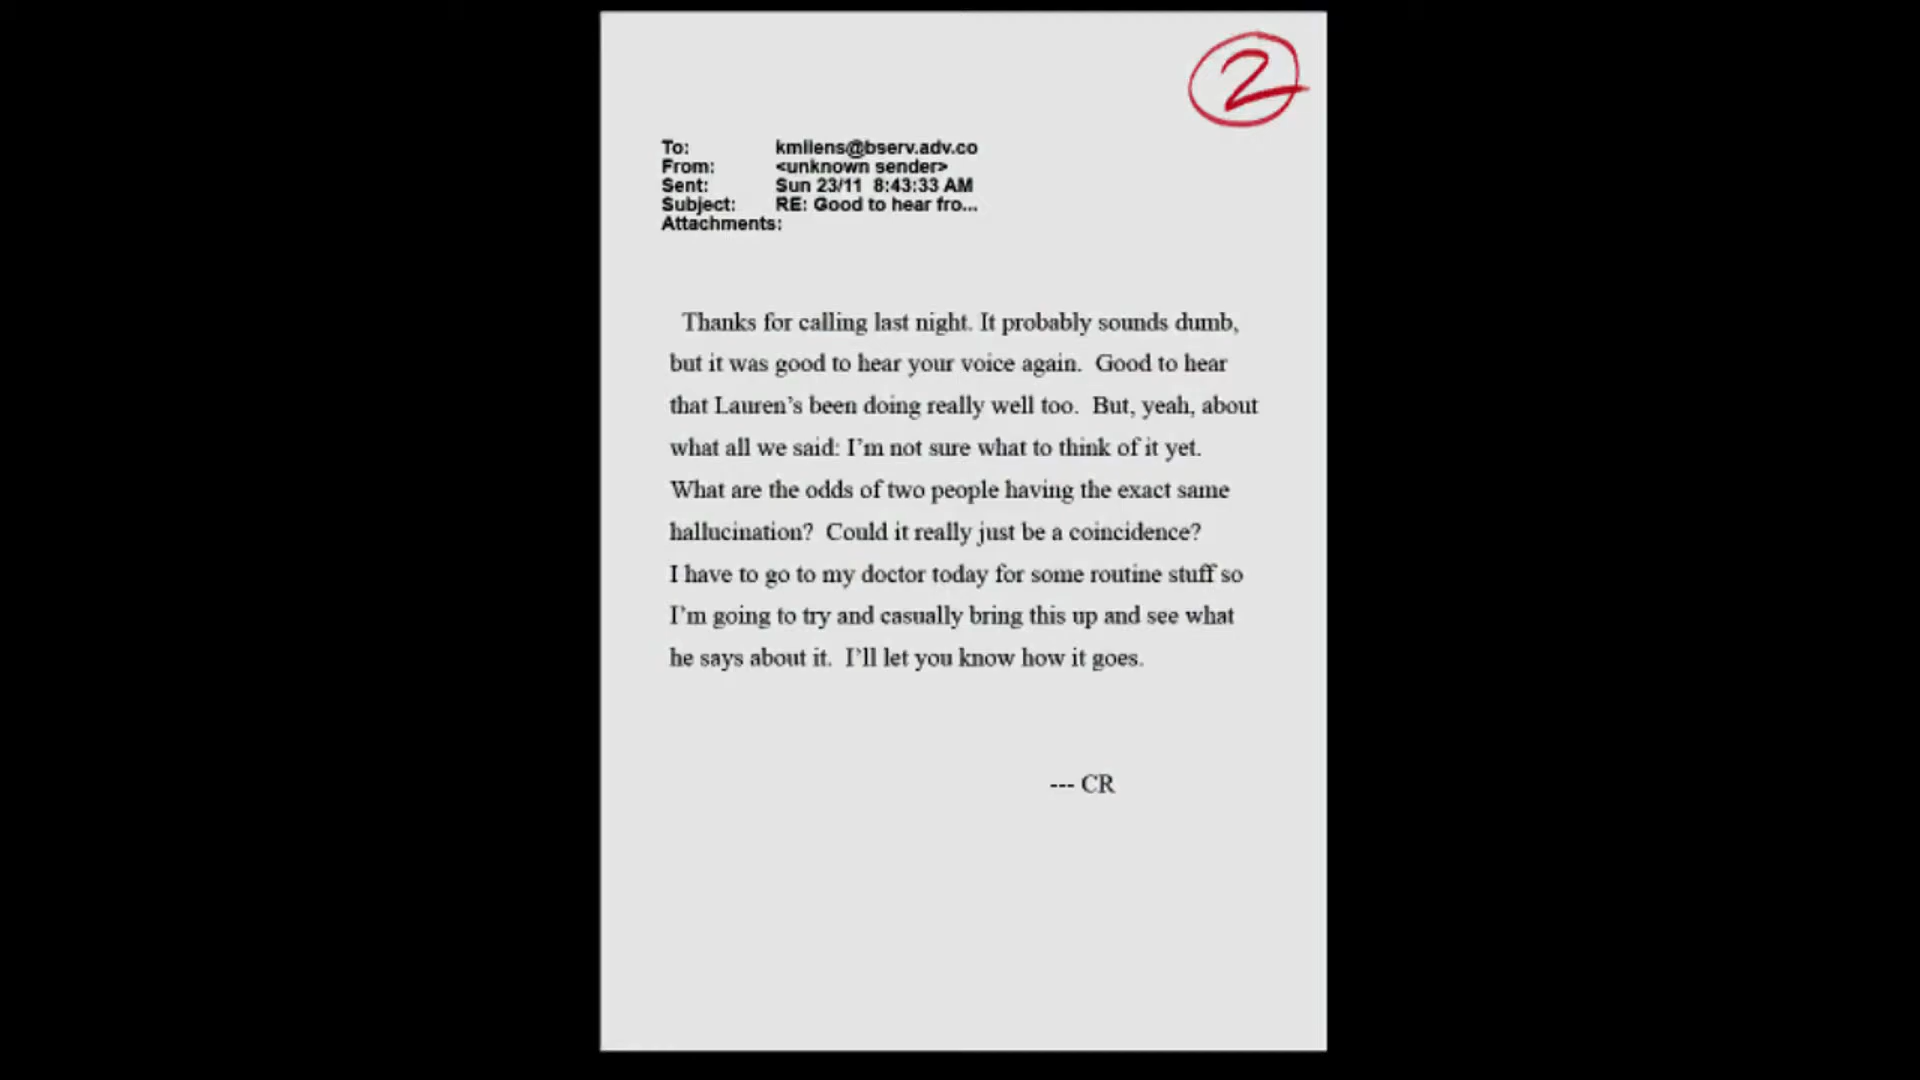 2
To: kmllens@bserv.adv.co
From: <unknown sender>
Sent: Sun 23/11 8:43:33 AM
Subject: RE: Good to hear fro...
Attachments:
Thanks for calling last night. It probably sounds dumb,
but it was good to hear your voice again. Good to hear
that Lauren's been doing really well too. But, yeah, about
what all we said: I'm not sure what to think of it yet.
What are the odds of two people having the exact same
hallucination? Could it really just be a coincidence?
I have to go to my doctor today for some routine stuff so
I'm going to try and casually bring this up and see what
he says about it. I'll let you know how it goes.
--- CR